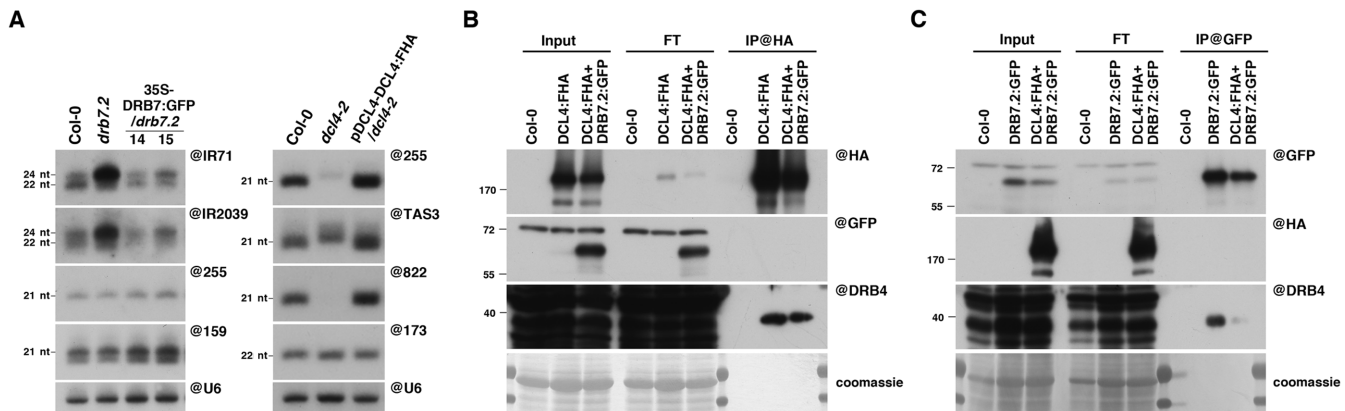 A
Col-0
drb7.2
35S-
DRB7:GFP
/drb7.2
14 15
24 nt
22 nt
@IR71
24 nt
22 nt
@IR2039
21 nt
@255
21 nt
@159
@U6
Col-0
dcl4-2
pDCL4-DCL4:FHA
/dcl4-2
21 nt
@255
21 nt
@TAS3
21 nt
@822
22 nt
@173
@U6
B
Input FT IP@HA
Col-0
DCL4:FHA
DCL4:FHA+
DRB7.2:GFP
Col-0
DCL4:FHA
DCL4:FHA+
DRB7.2:GFP
Col-0
DCL4:FHA
DCL4:FHA+
DRB7.2:GFP
170
@HA
72
55
@GFP
40
@DRB4
coomassie
C
Input FT IP@GFP
Col-0
DRB7.2:GFP
DCL4:FHA+
DRB7.2:GFP
Col-0
DRB7.2:GFP
DCL4:FHA+
DRB7.2:GFP
Col-0
DRB7.2:GFP
DCL4:FHA+
DRB7.2:GFP
72
55
@GFP
170
@HA
40
@DRB4
coomassie